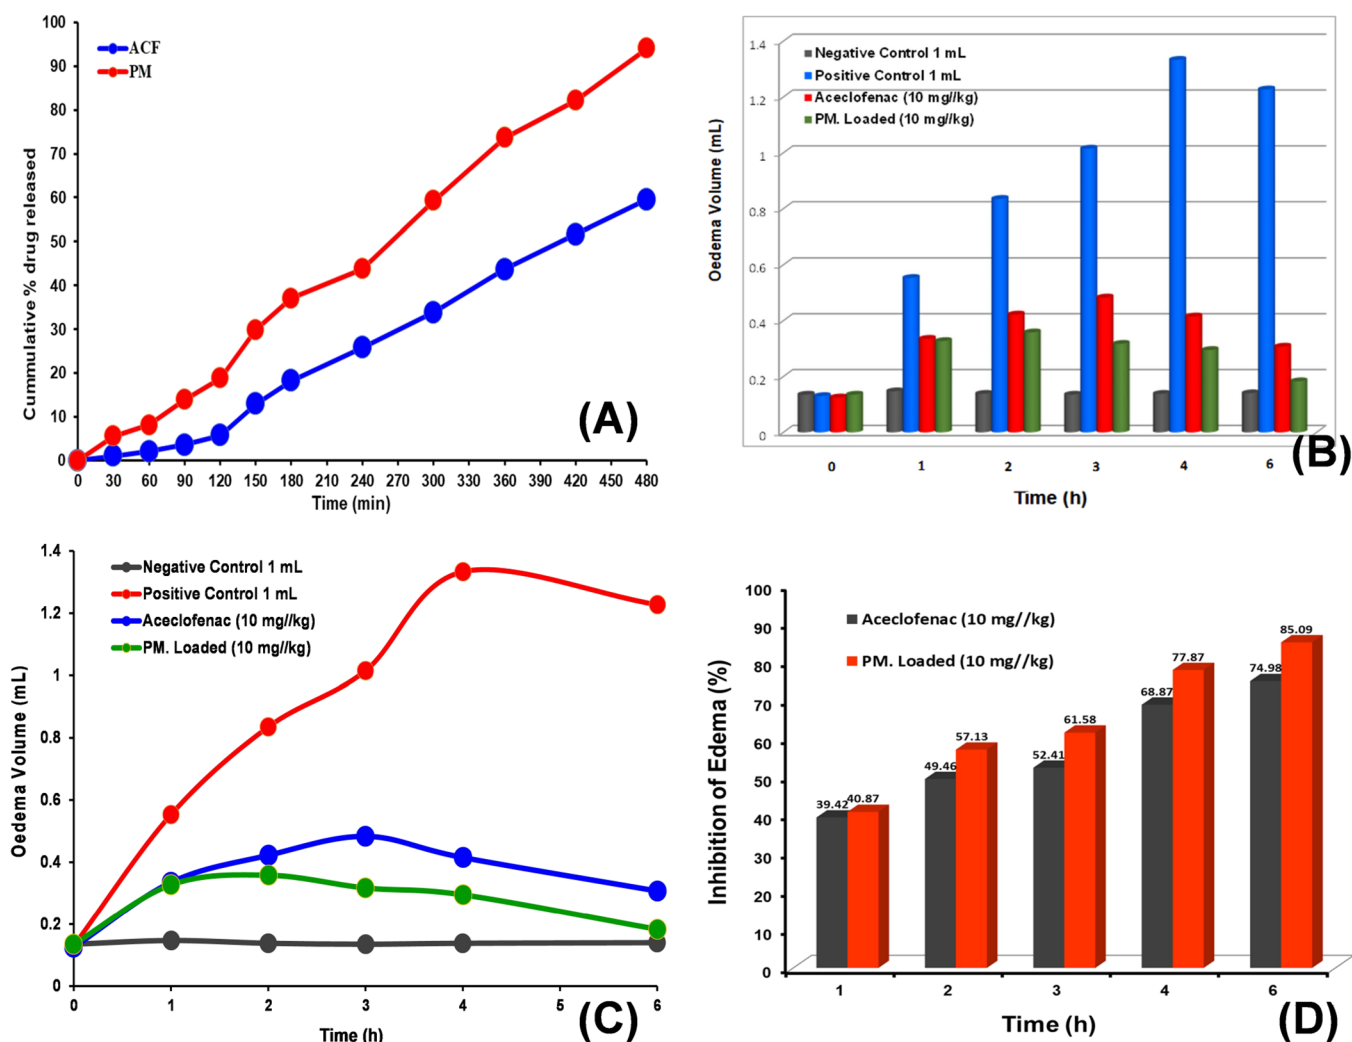 100
90
80
70
60
50
40
30
20
10
0
ACF
PM
Cummulative % drug released
0 30 60 90 120 150 180 210 240 270 300 330 360 390 420 450 480
Time (min)
(A)
1.4
1.2
1
0.8
0.6
0.4
0.2
0
Negative Control 1 mL
Positive Control 1 mL
Aceclofenac (10 mg//kg)
PM. Loaded (10 mg//kg)
Oedema Volume (mL)
0 1 2 3 4 6
Time (h)
(B)
1.4
1.2
1
0.8
0.6
0.4
0.2
0
Negative Control 1 mL
Positive Control 1 mL
Aceclofenac (10 mg//kg)
PM. Loaded (10 mg//kg)
Oedema Volume (mL)
0 1 2 3 4 5 6
Time (h)
(C)
100
90
80
70
60
50
40
30
20
10
0
Aceclofenac (10 mg//kg)
PM. Loaded (10 mg//kg)
Inhibition of Edema (%)
39.42 40.87
49.46 57.13
52.41 61.58
68.87 77.87
74.98 85.09
1 2 3 4 6
Time (h)
(D)